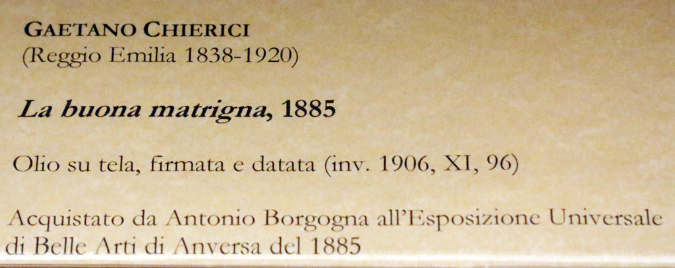 GAETANO CHIERICI
(Reggio Emilia 1838-1920)
La buona matrigna, 1885
Olio su tela, firmata e datata (inv. 1906, XI, 96)
Acquistato da Antonio Borgogna all'Esposizione Universale
di Belle Arti di Anversa del 1885